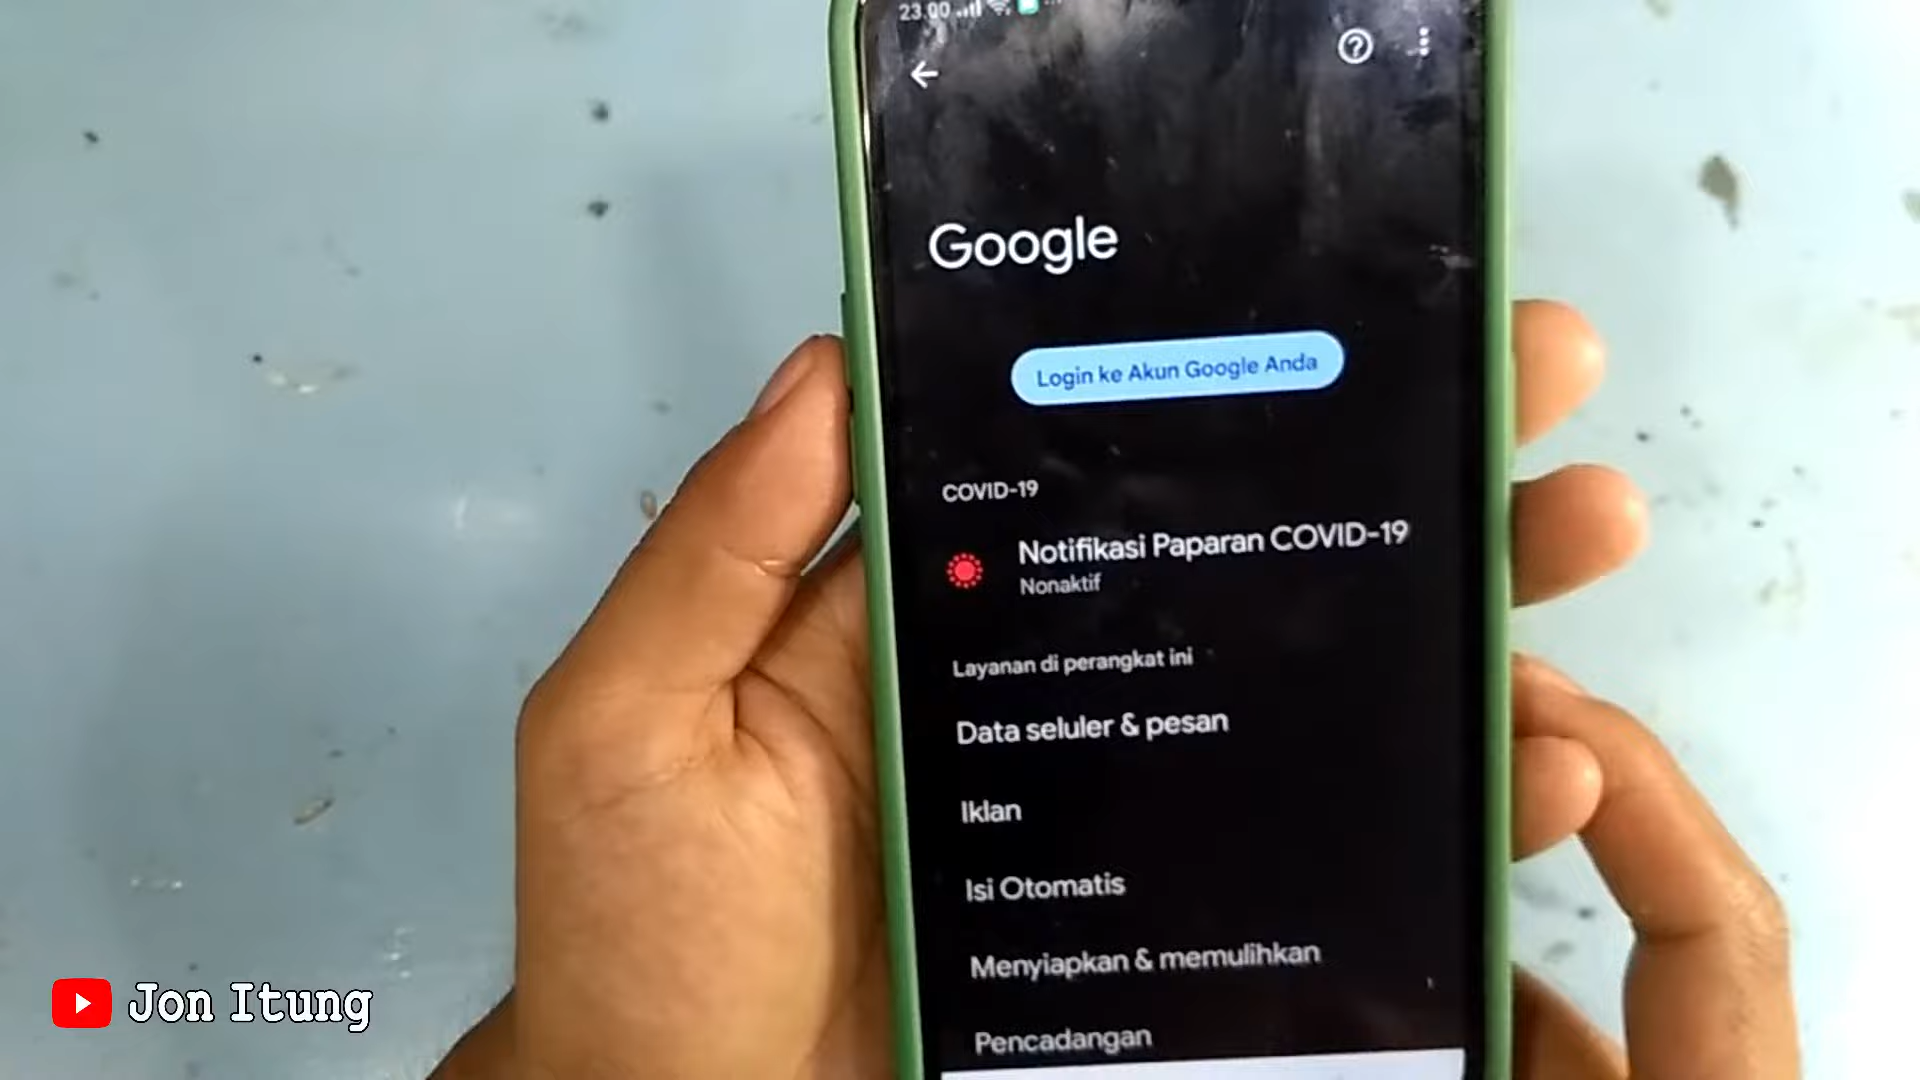 23.00
Google
Login ke Akun Google Anda
COVID-19
Notifikasi Paparan COVID-19
Nonaktif
Layanan di perangkat ini
Data seluler & pesan
Iklan
Isi Otomatis
Menyiapkan & memulihkan
Pencadangan
Jon Itung